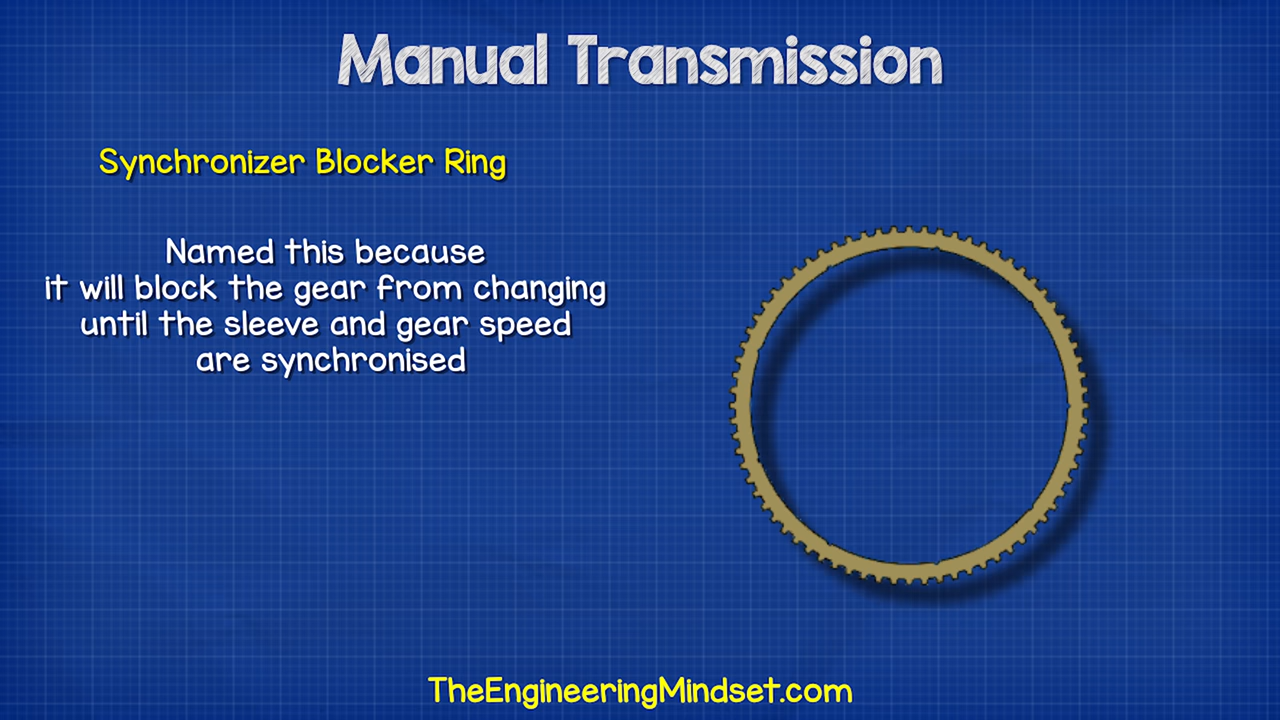 Manual Transmission
Synchronizer Blocker Ring
Named this because
it will block the gear from changing
until the sleeve and gear speed
are synchronised
TheEngineeringMindset.com